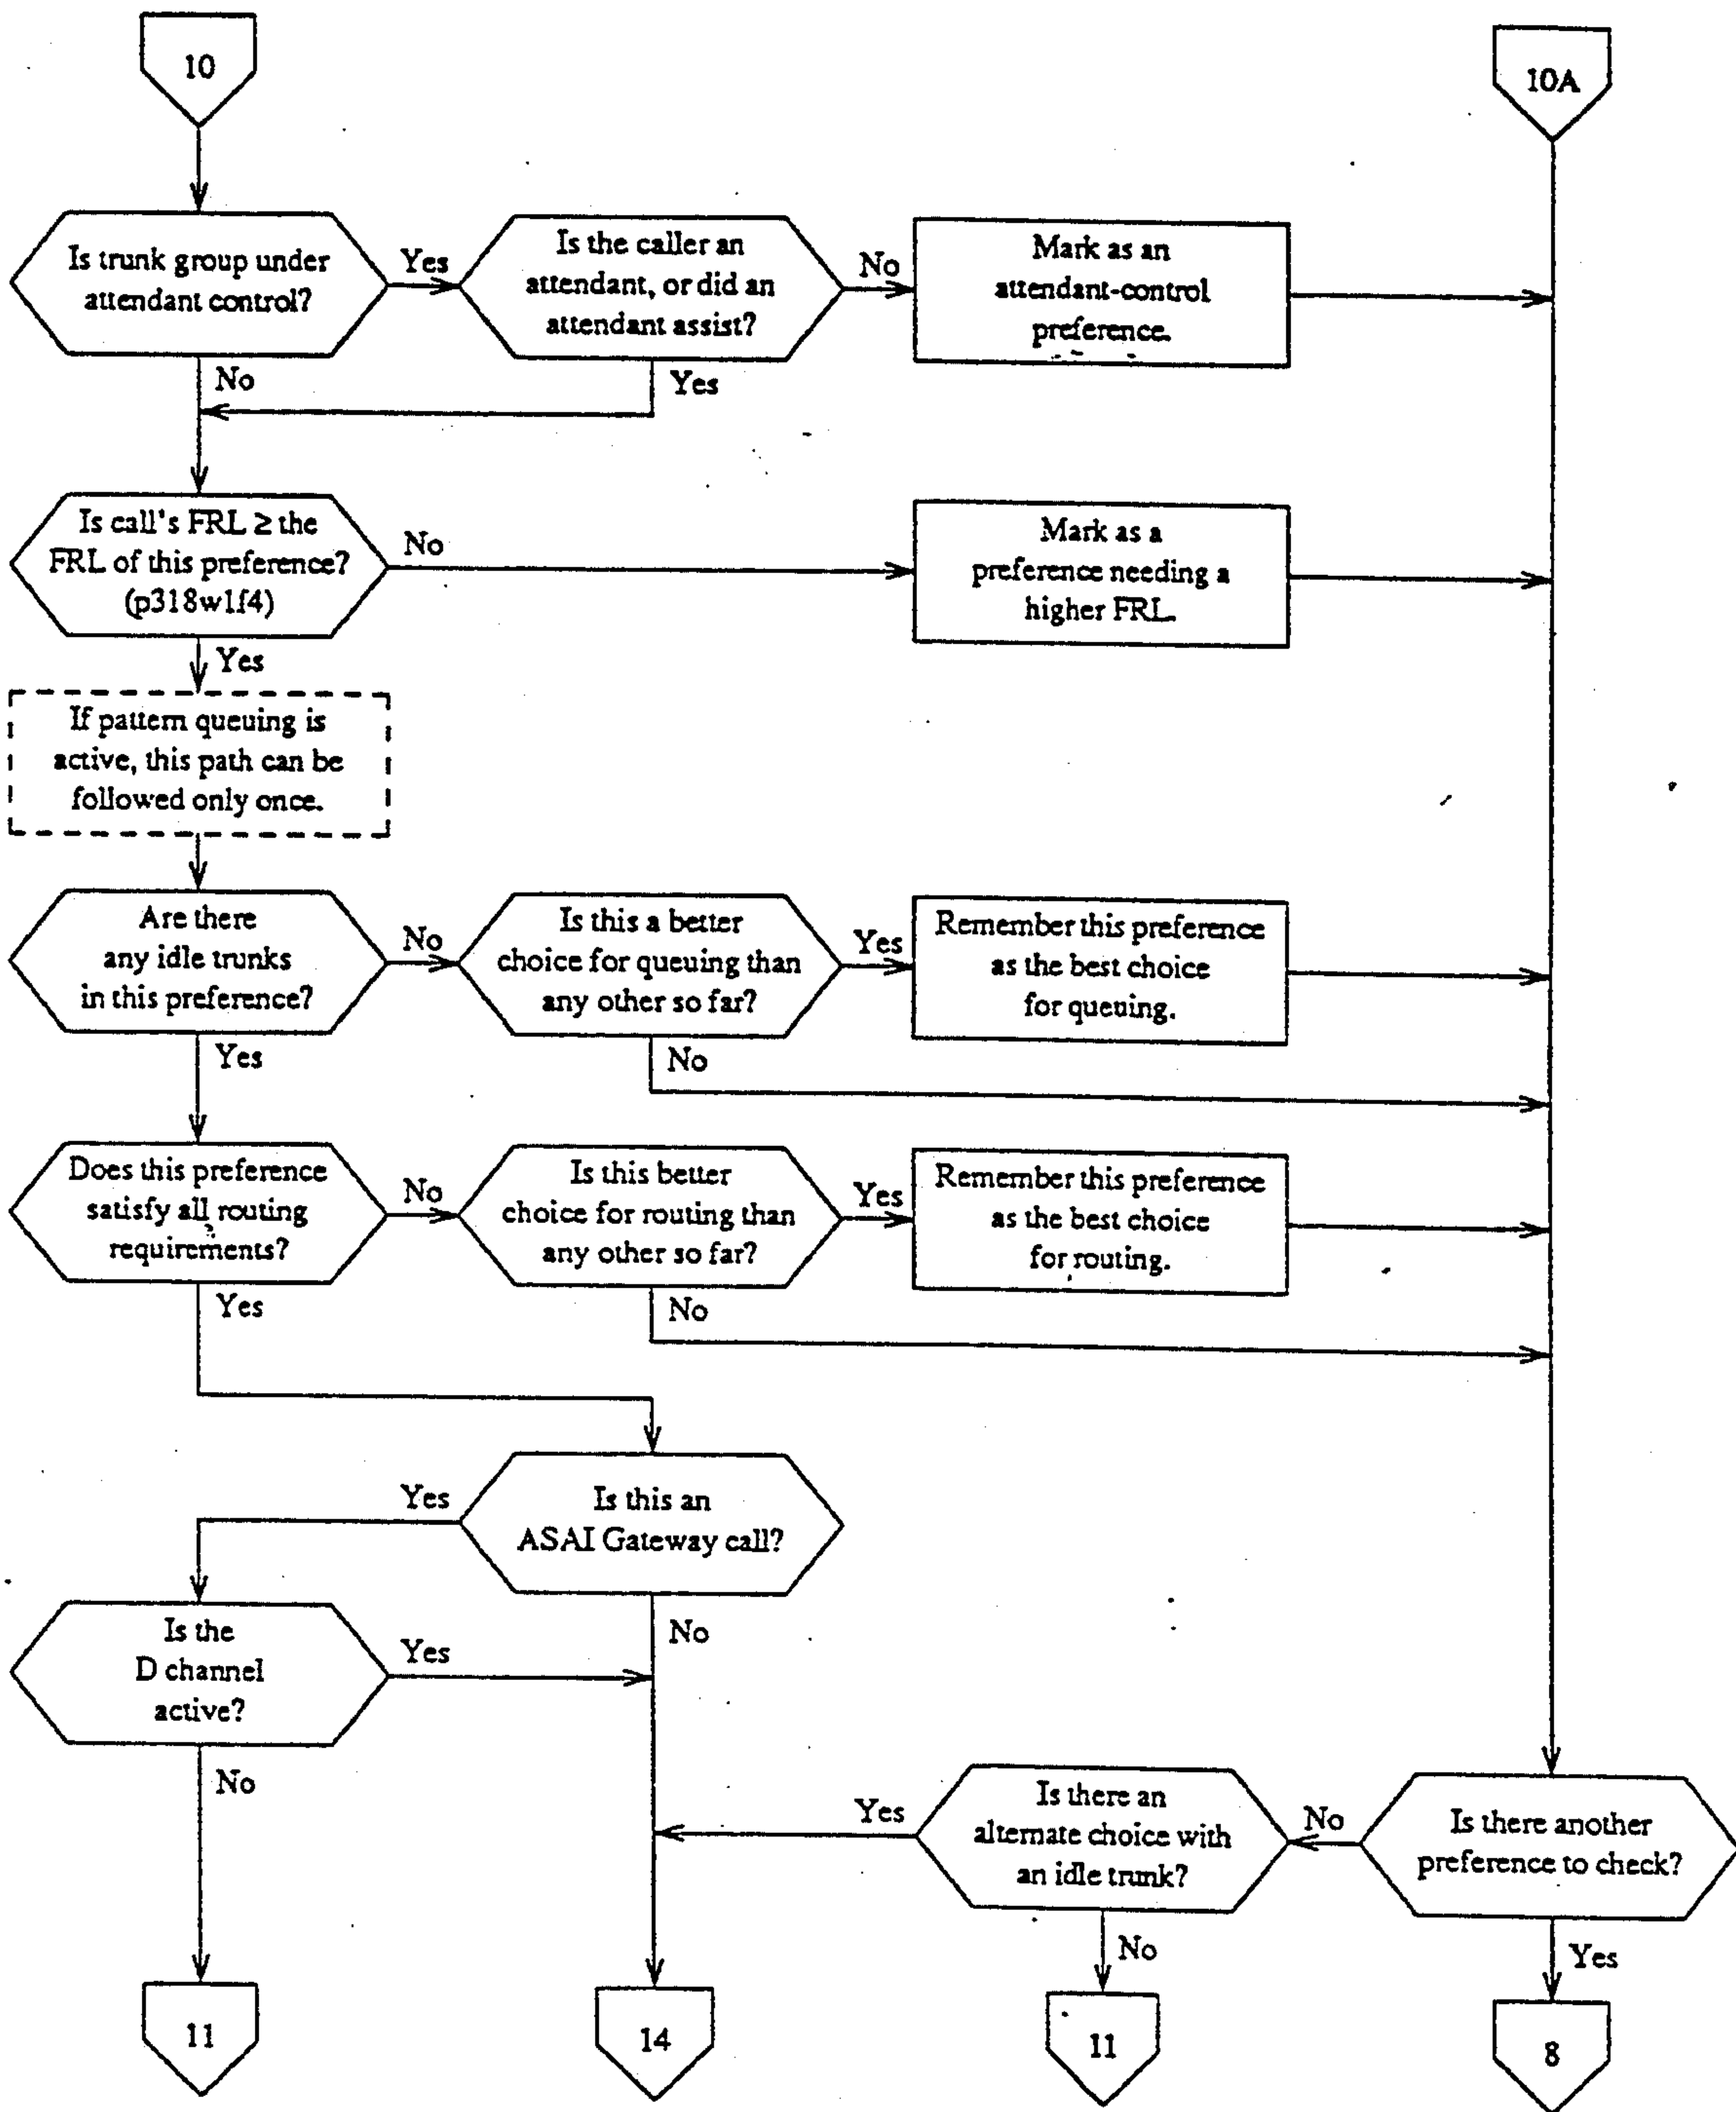 10
10A
Is trunk group under
attendant control?
Yes
Is the caller an
attendant, or did an
attendant assist?
No
Mark as an
attendant-control
preference.
No
Yes
Is call's FRL ≥ the
FRL of this preference?
(p318w1f4)
No
Mark as a
preference needing a
higher FRL.
Yes
If pattern queuing is
active, this path can be
followed only once.
Are there
any idle trunks
in this preference?
No
Is this a better
choice for queuing than
any other so far?
Yes
Remember this preference
as the best choice
for queuing.
Yes
No
Does this preference
satisfy all routing
requirements?
No
Is this better
choice for routing than
any other so far?
Yes
Remember this preference
as the best choice
for routing.
Yes
No
Yes
Is this an
ASAI Gateway call?
Is the
D channel
active?
Yes
No
No
Yes
Is there an
alternate choice with
an idle trunk?
No
Is there another
preference to check?
No
Yes
11
14
11
8